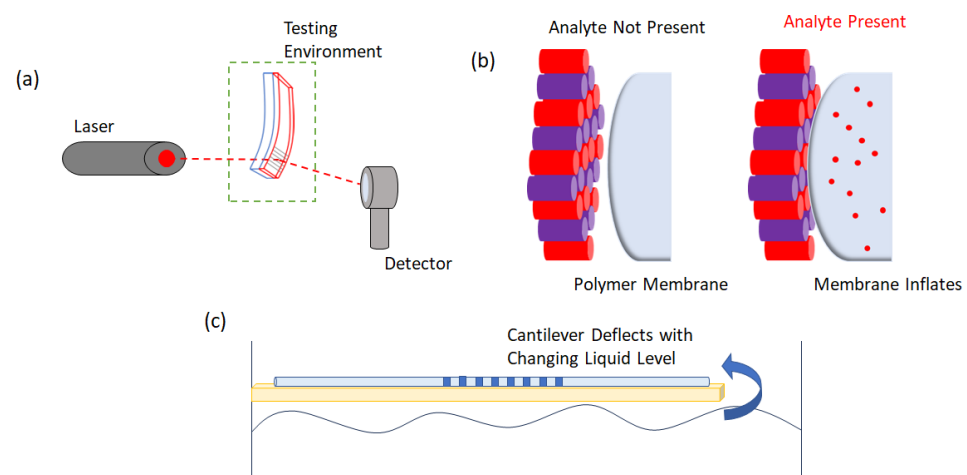 (a)
Testing
Environment
Laser
Detector
(b)
Analyte Not Present
Analyte Present
Polymer Membrane
Membrane Inflates
(c)
Cantilever Deflects with
Changing Liquid Level